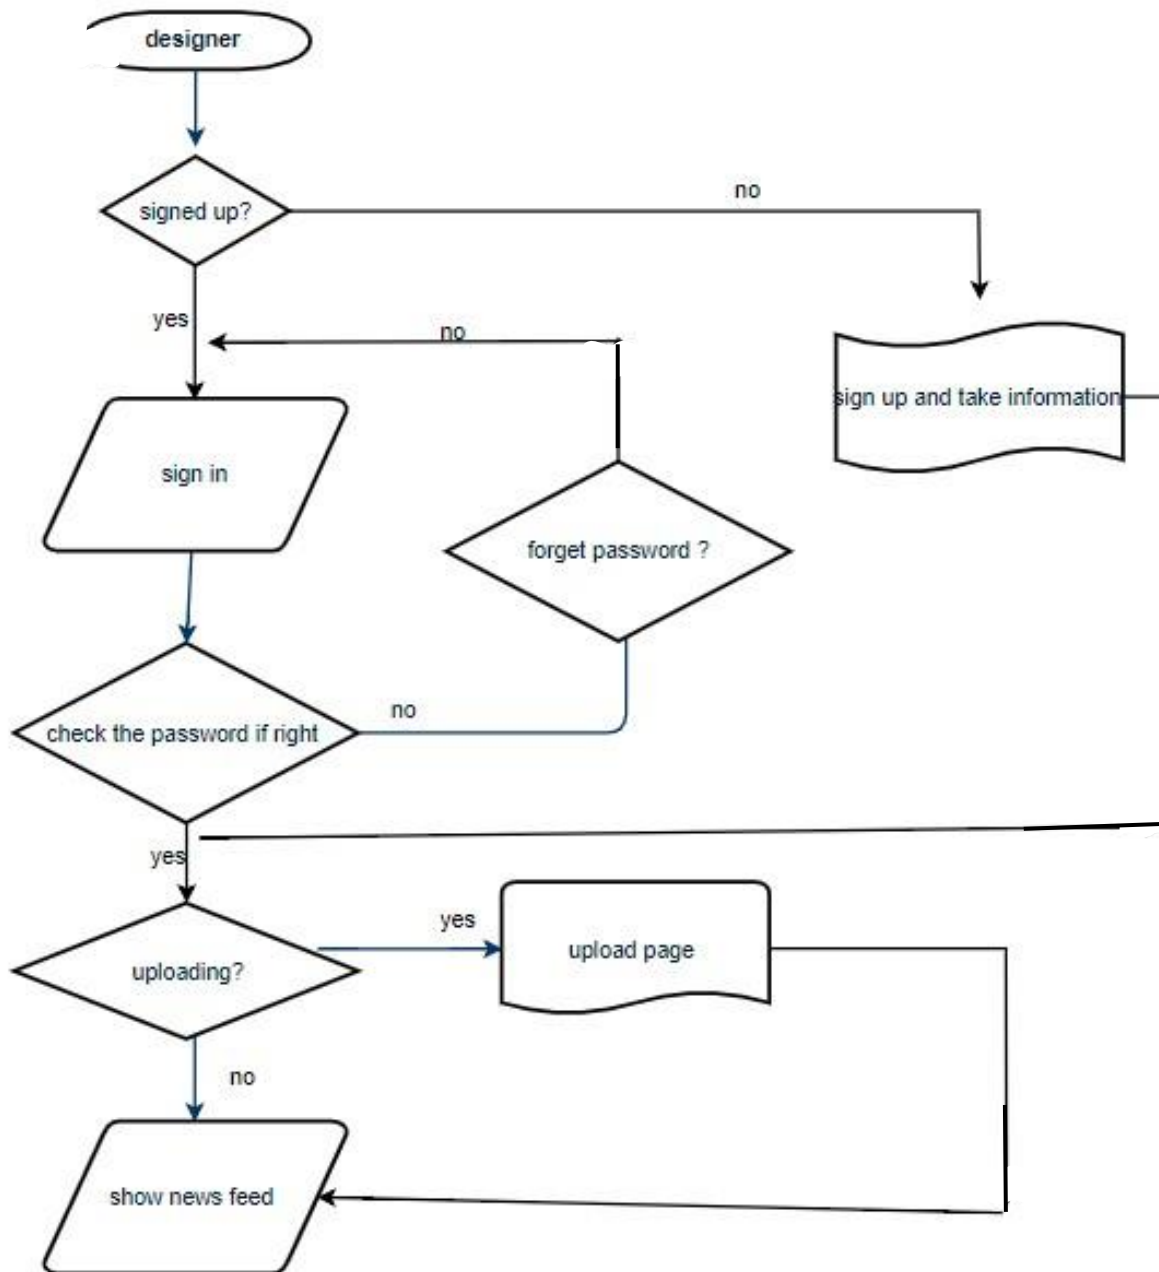 designer
signed up?
no
yes
no
sign up and take information
sign in
forget password ?
no
check the password if right
yes
yes
upload page
uploading?
no
show news feed